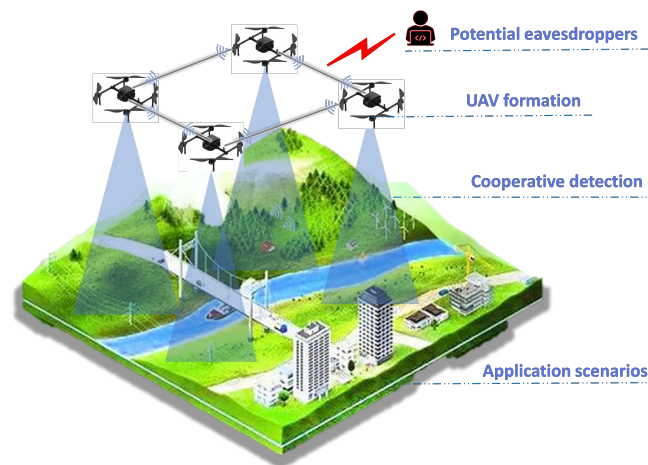 Potential eavesdroppers
UAV formation
Cooperative detection
Application scenarios